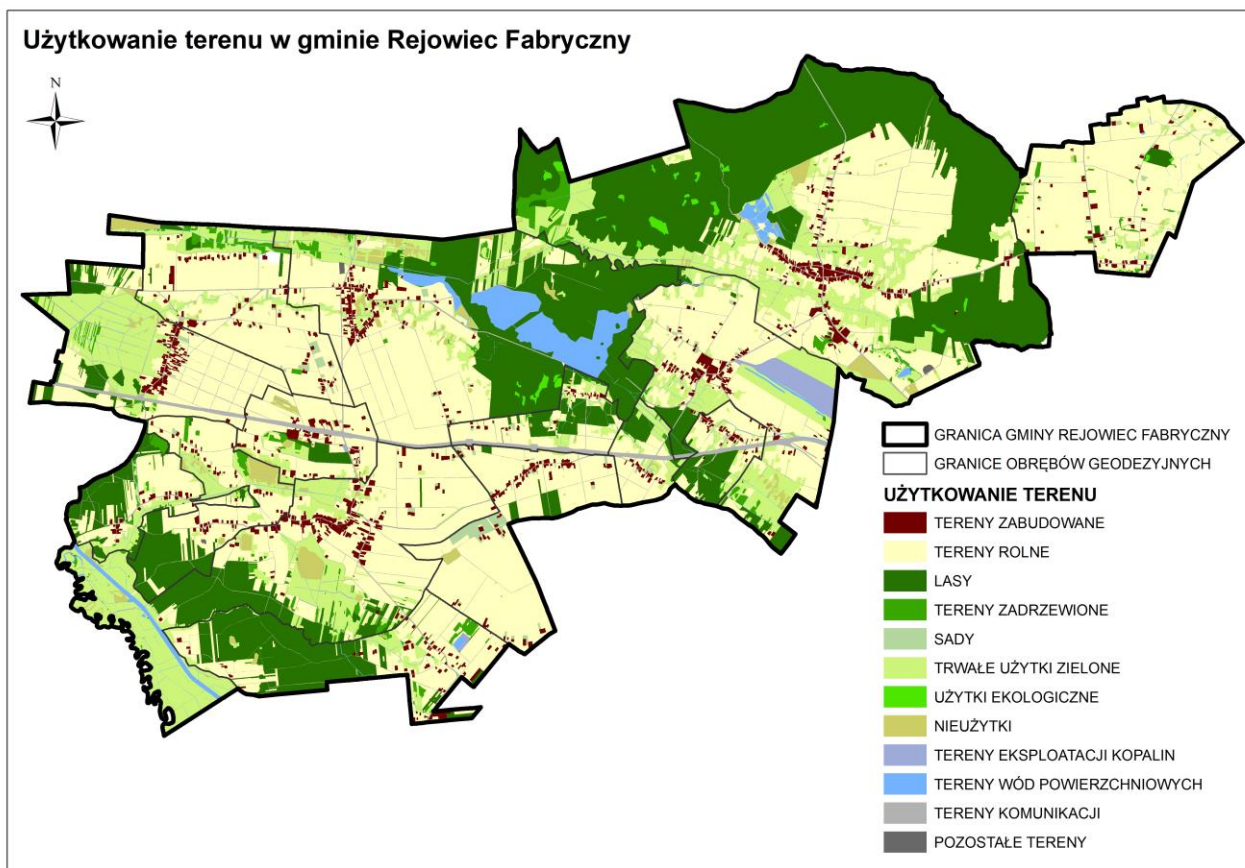 Użytkowanie terenu w gminie Rejowiec Fabryczny
N
GRANICA GMINY REJOWIEC FABRYCZNY
GRANICE OBRĘBÓW GEODEZYJNYCH
UŻYTKOWANIE TERENU
TERENY ZABUDOWANE
TERENY ROLNE
LASY
TERENY ZADRZEWIONE
SADY
TRWAŁE UŻYTKI ZIELONE
UŻYTKI EKOLOGICZNE
NIEUŻYTKI
TERENY EKSPLOATACJI KOPALIN
TERENY WÓD POWIERZCHNIOWYCH
TERENY KOMUNIKACJI
POZOSTAŁE TERENY